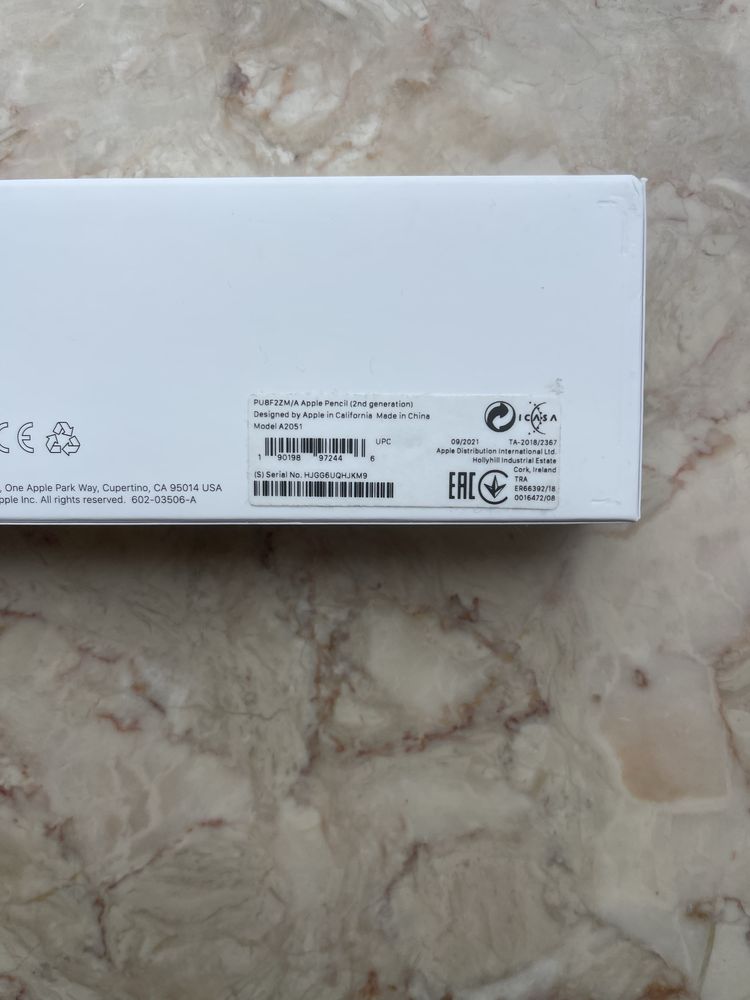 PU8F2ZM/A Apple Pencil (2nd generation)
Designed by Apple in California Made in China
Model A2051
UPC
1 90198 97244 6
(S) Serial No. HJGG6UQHJKM9
ICASA
09/2021 TA-2018/2367
Apple Distribution International Ltd.
Hollyhill Industrial Estate
Cork, Ireland
EAC
TRA
ER66392/18
0016472/08
CE
, One Apple Park Way, Cupertino, CA 95014 USA
pple Inc. All rights reserved. 602-03506-A